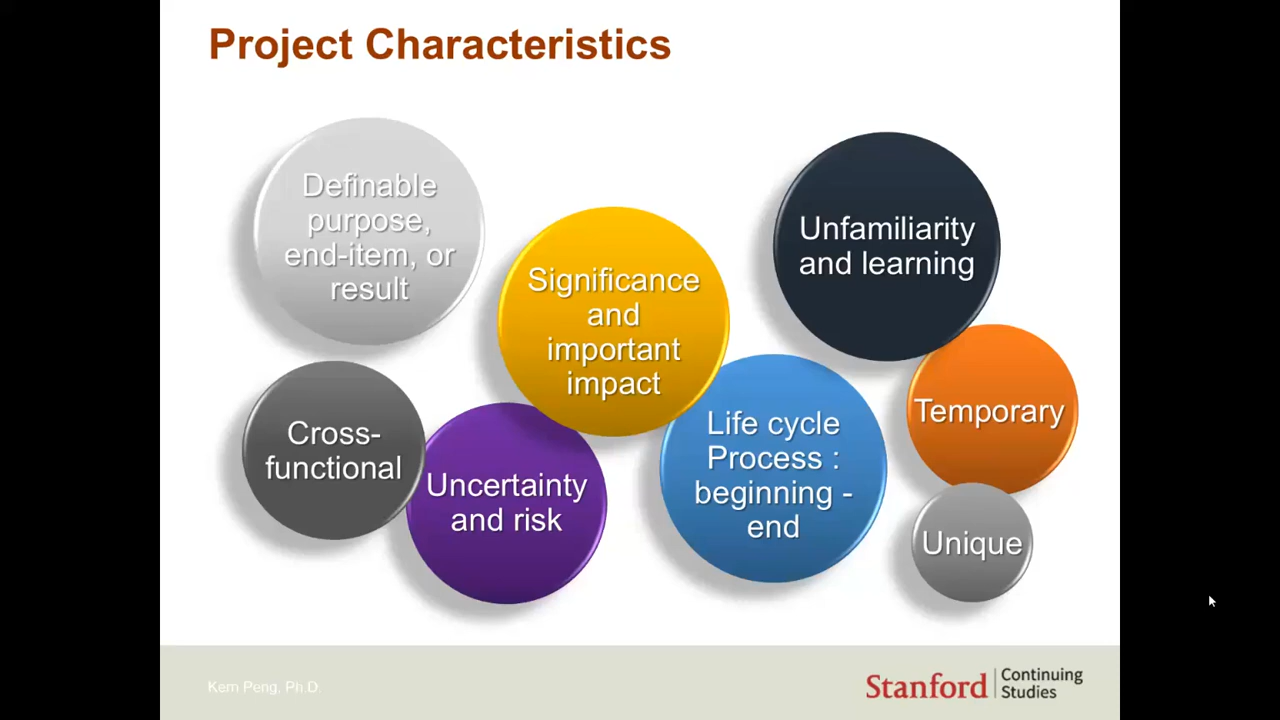 Project Characteristics
Definable
purpose,
end-item, or
result
Significance
and
important
impact
Unfamiliarity
and learning
Cross-
functional
Uncertainty
and risk
Life cycle
Process :
beginning -
end
Temporary
Unique
Kem Peng, Ph.D.
Stanford
Continuing
Studies